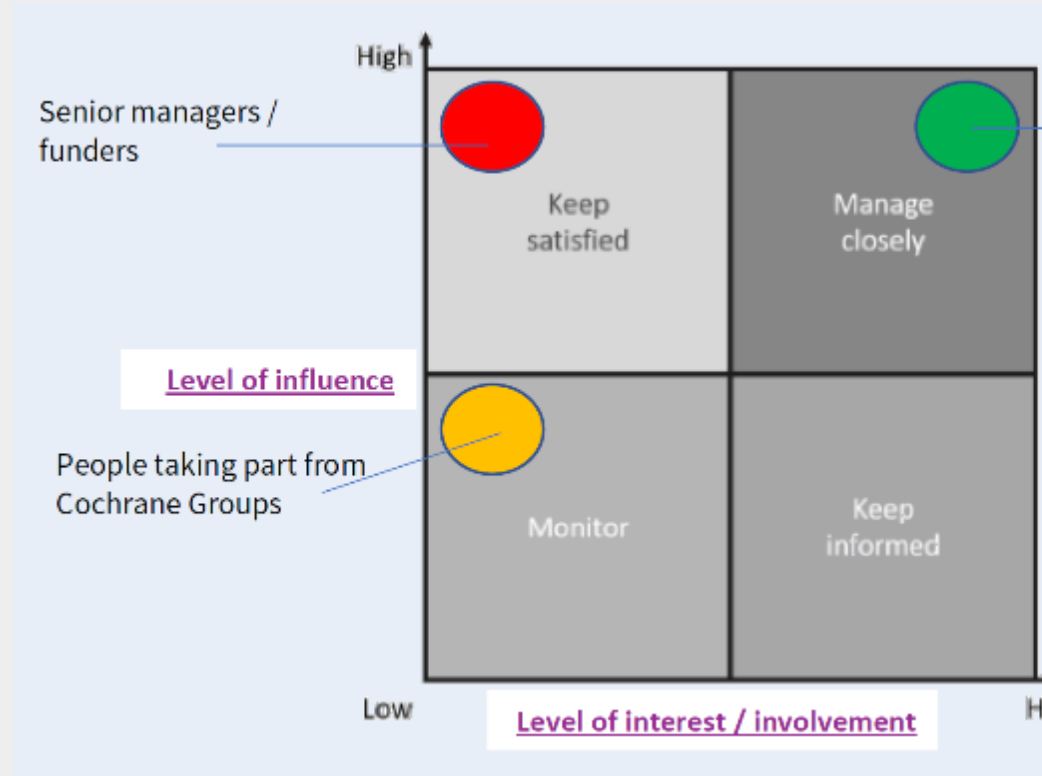 High
Senior managers /
funders
Keep
satisfied
Manage
closely
Level of influence
People taking part from
Cochrane Groups
Monitor
Keep
informed
Low
Level of interest / involvement
H